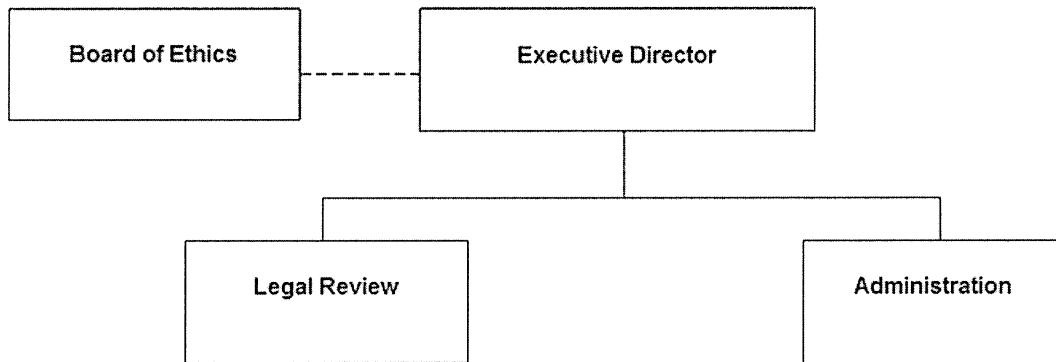 Board of Ethics
Executive Director
Legal Review
Administration